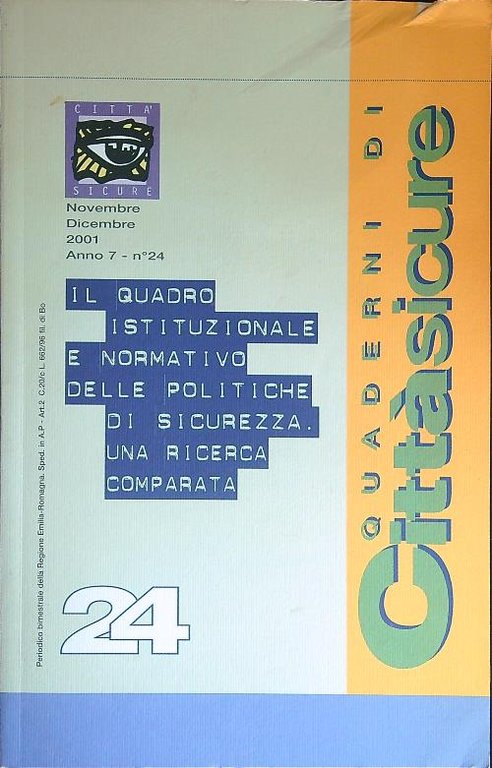 CITTA'
SICURE
Novembre
Dicembre
2001
Anno 7 - n°24
IL QUADRO
ISTITUZIONALE
E NORMATIVO
DELLE POLITICHE
DI SICUREZZA.
UNA RICERCA
COMPARATA
24
Periodico bimestrale della Regione Emilia-Romagna. Sped. in A.P. - Art.2 C.20/c L. 662/96 fil. di Bo
QUADERNI DI
Cittàsicure